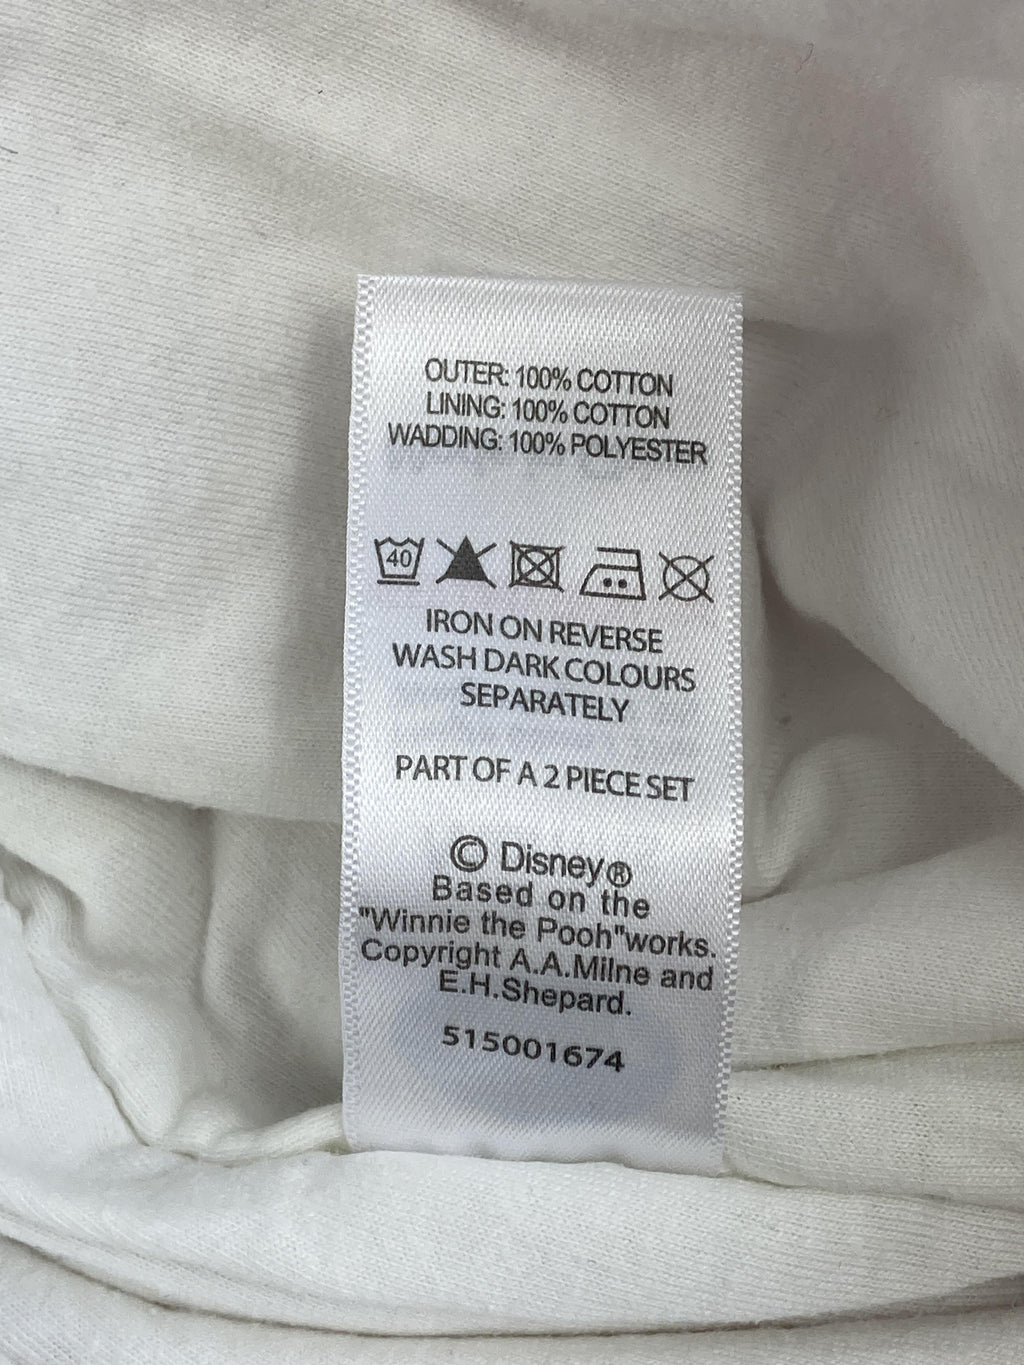 OUTER: 100% COTTON
LINING: 100% COTTON
WADDING: 100% POLYESTER
40
IRON ON REVERSE
WASH DARK COLOURS
SEPARATELY
PART OF A 2 PIECE SET
© Disney®
Based on the
"Winnie the Pooh"works.
Copyright A.A.Milne and
E.H.Shepard.
515001674